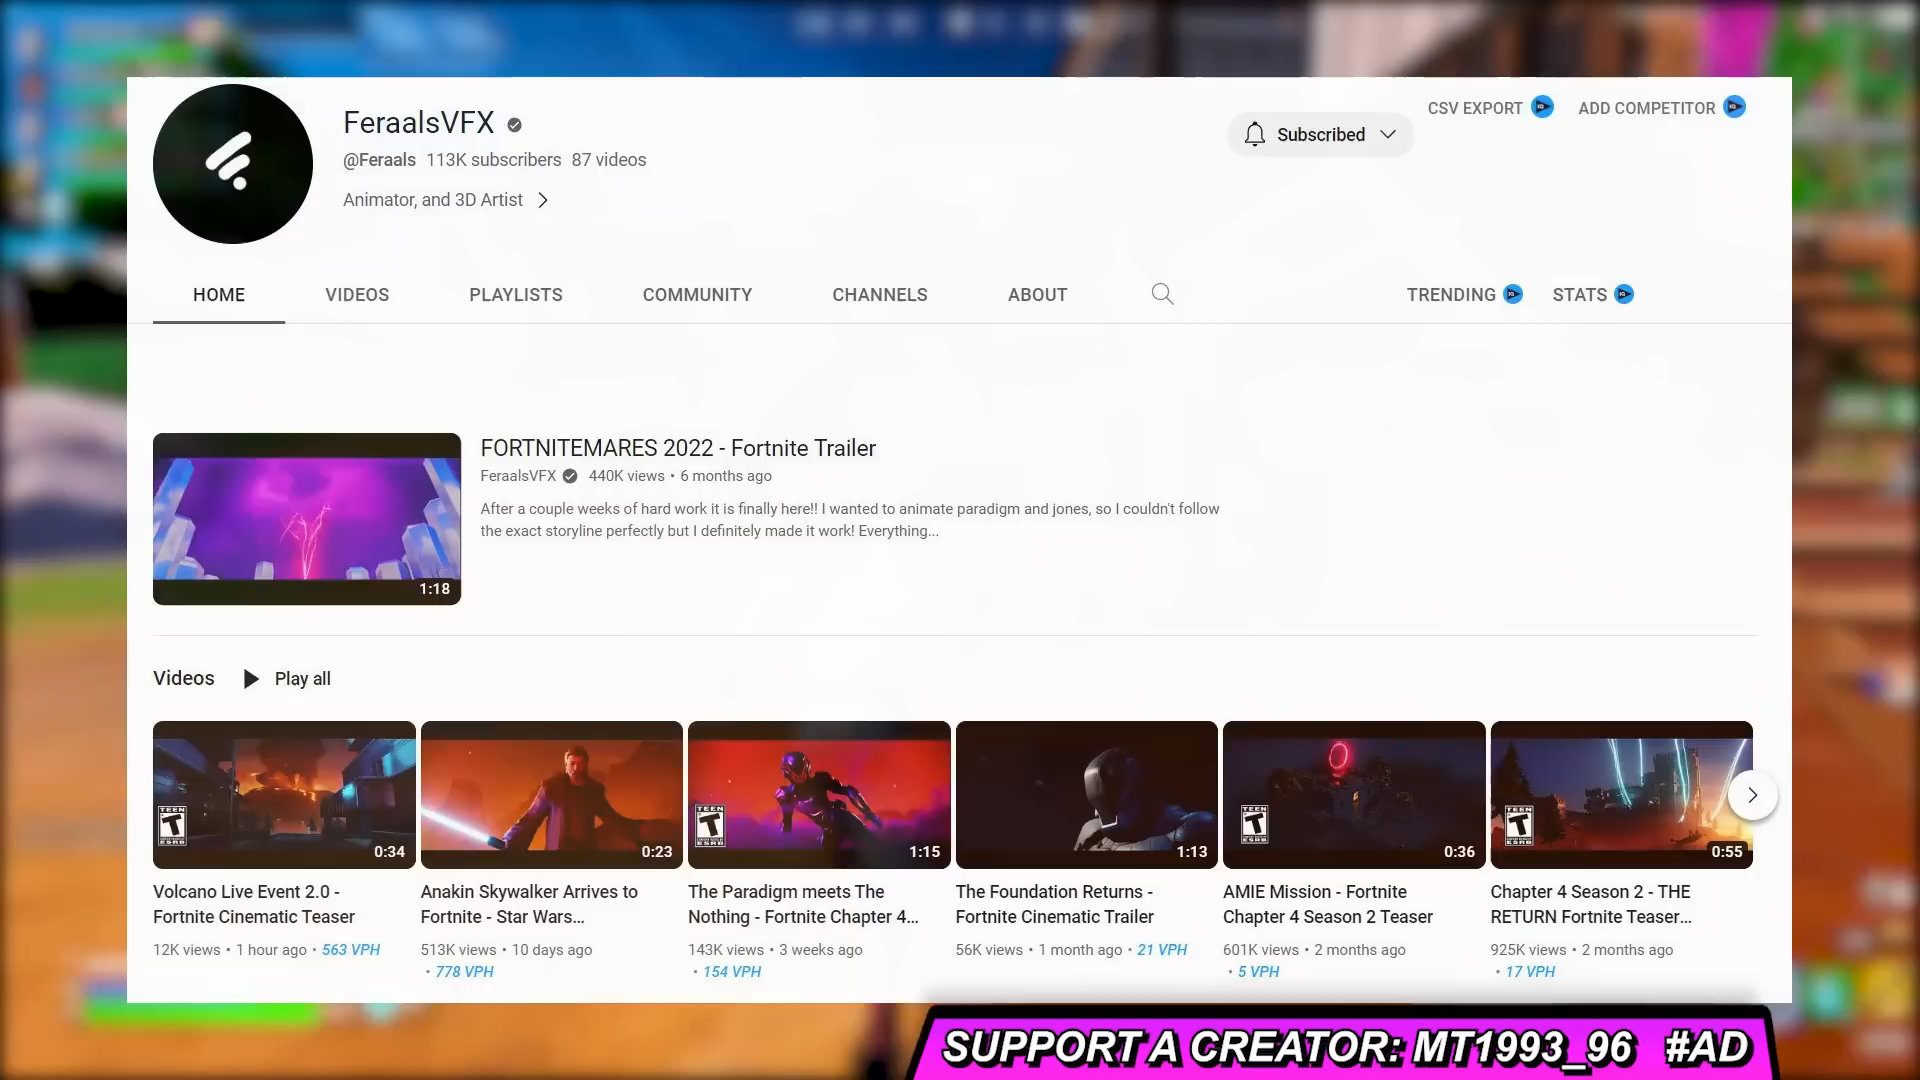 FeraalsVFX
@Feraals 113K subscribers 87 videos
Animator, and 3D Artist
Subscribed
CSV EXPORT
ADD COMPETITOR
HOME
VIDEOS
PLAYLISTS
COMMUNITY
CHANNELS
ABOUT
TRENDING
STATS
1:18
FORTNITEMARES 2022 - Fortnite Trailer
FeraalsVFX 440K views • 6 months ago
After a couple weeks of hard work it is finally here!! I wanted to animate paradigm and jones, so I couldn't follow
the exact storyline perfectly but I definitely made it work! Everything...
Videos
Play all
TEEN
T
ESRB
0:34
Volcano Live Event 2.0 -
Fortnite Cinematic Teaser
12K views • 1 hour ago • 563 VPH
0:23
Anakin Skywalker Arrives to
Fortnite - Star Wars...
513K views • 10 days ago
• 778 VPH
TEEN
T
ESRB
1:15
The Paradigm meets The
Nothing - Fortnite Chapter 4...
143K views • 3 weeks ago
• 154 VPH
1:13
The Foundation Returns -
Fortnite Cinematic Trailer
56K views • 1 month ago • 21 VPH
TEEN
T
ESRB
0:36
AMIE Mission - Fortnite
Chapter 4 Season 2 Teaser
601K views • 2 months ago
• 5 VPH
TEEN
T
ESRB
0:55
Chapter 4 Season 2 - THE
RETURN Fortnite Teaser...
925K views • 2 months ago
• 17 VPH
SUPPORT A CREATOR: MT1993_96 #AD